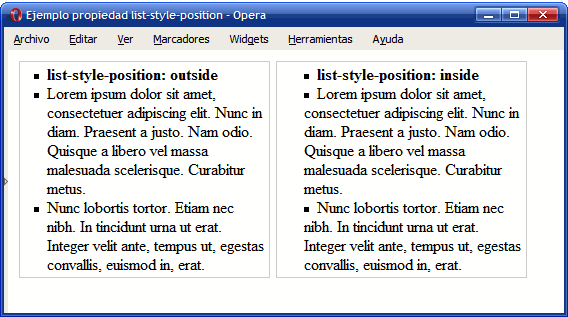 Ejemplo propiedad list-style-position - Opera
Archivo Editar Ver Marcadores Widgets Herramientas Ayuda
list-style-position: outside
Lorem ipsum dolor sit amet,
consectetuer adipiscing elit. Nunc in
diam. Praesent a justo. Nam odio.
Quisque a libero vel massa
malesuada scelerisque. Curabitur
metus.
Nunc lobortis tortor. Etiam nec
nibh. In tincidunt urna ut erat.
Integer velit ante, tempus ut, egestas
convallis, euismod in, erat.
list-style-position: inside
Lorem ipsum dolor sit amet,
consectetuer adipiscing elit. Nunc in
diam. Praesent a justo. Nam odio.
Quisque a libero vel massa
malesuada scelerisque. Curabitur
metus.
Nunc lobortis tortor. Etiam nec
nibh. In tincidunt urna ut erat.
Integer velit ante, tempus ut, egestas
convallis, euismod in, erat.